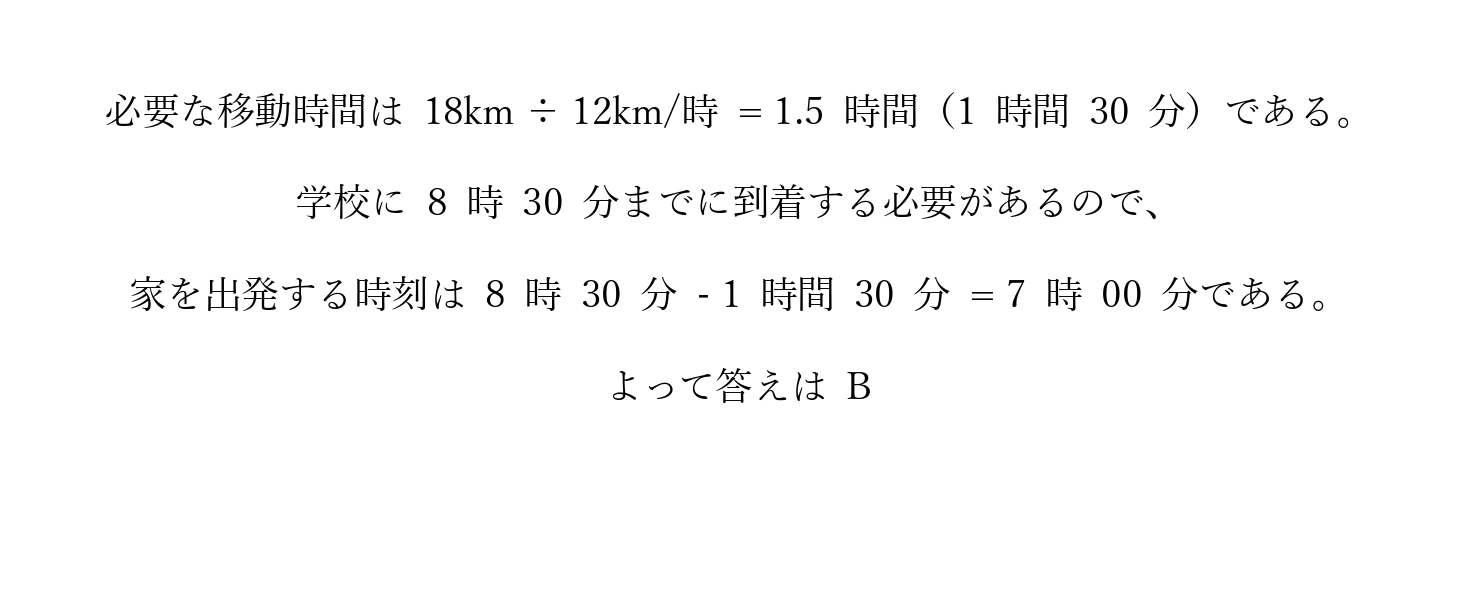 必要な移動時間は 18km ÷ 12km/時 = 1.5 時間（1 時間 30 分）である。
学校に 8 時 30 分までに到着する必要があるので、
家を出発する時刻は 8 時 30 分 - 1 時間 30 分 = 7 時 00 分である。
よって答えは B